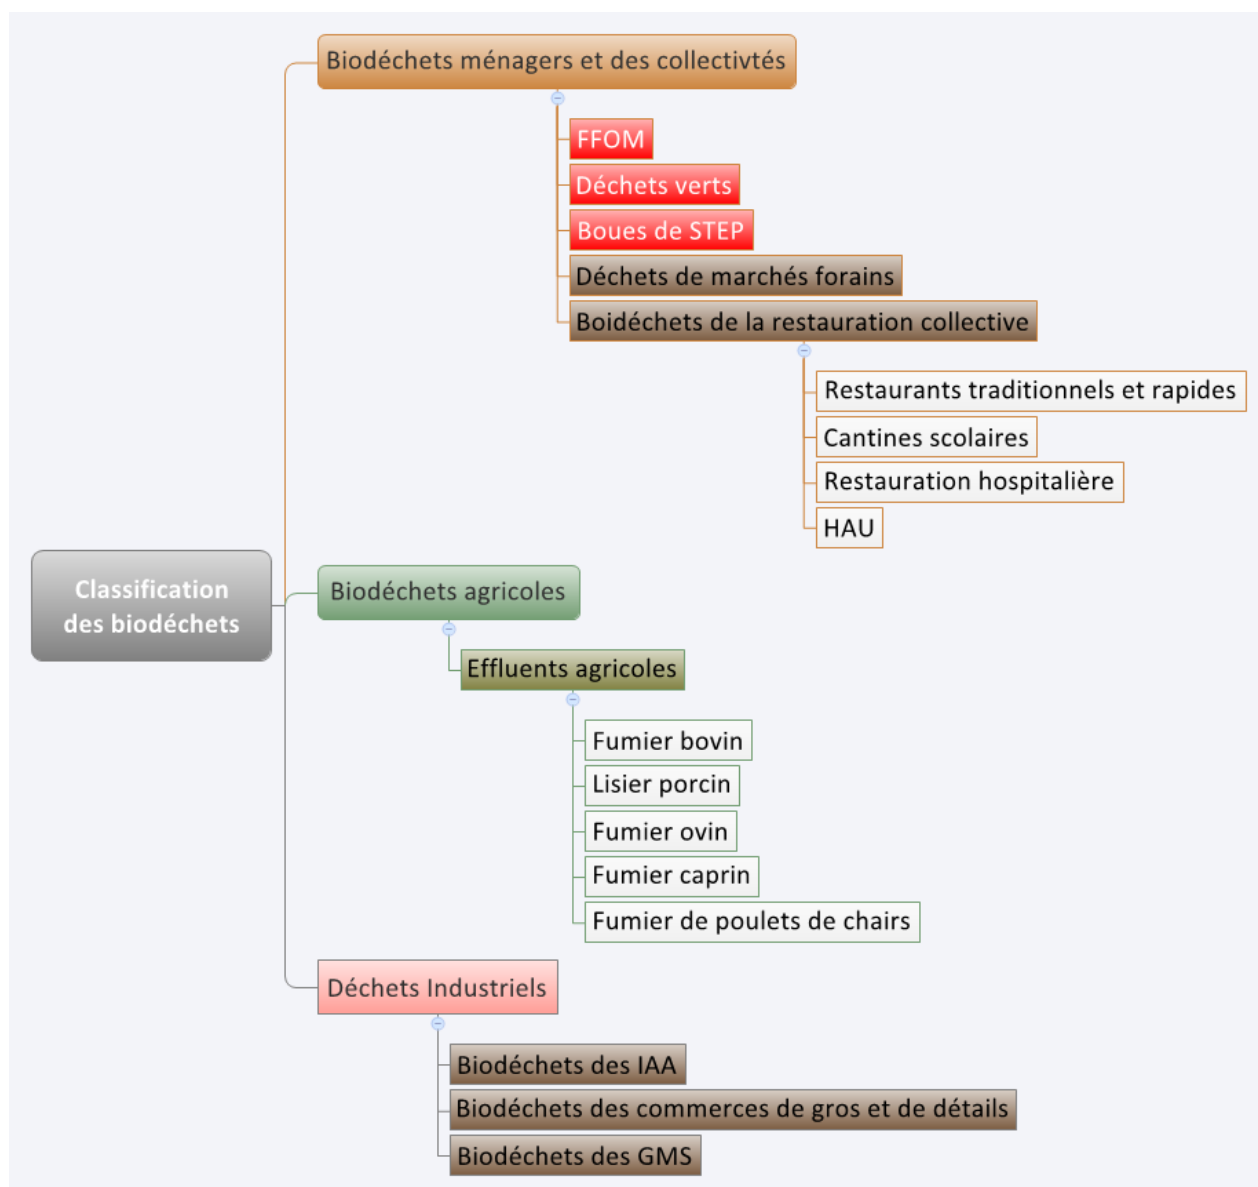 Biodéchets ménagers et des collectivtés
FFOM
Déchets verts
Boues de STEP
Déchets de marchés forains
Boidéchets de la restauration collective
Restaurants traditionnels et rapides
Cantines scolaires
Restauration hospitalière
HAU
Classification
des biodéchets
Biodéchets agricoles
Effluents agricoles
Fumier bovin
Lisier porcin
Fumier ovin
Fumier caprin
Fumier de poulets de chairs
Déchets Industriels
Biodéchets des IAA
Biodéchets des commerces de gros et de détails
Biodéchets des GMS